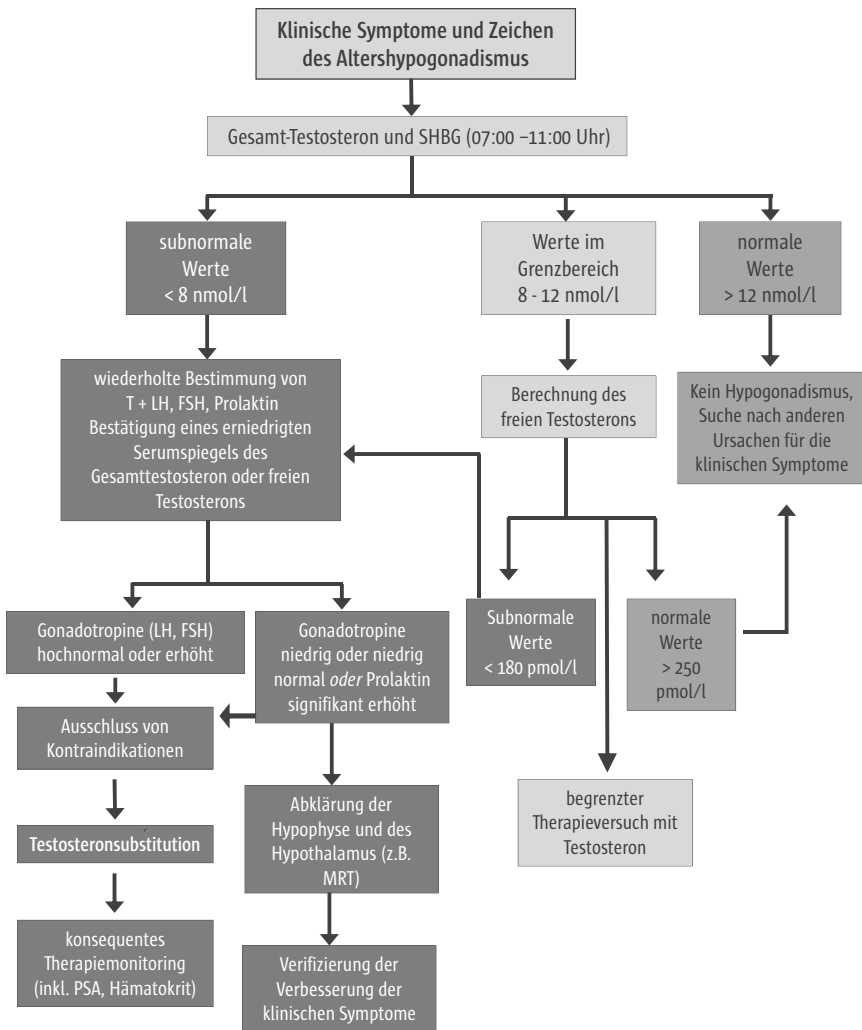 Klinische Symptome und Zeichen
des Altershypogonadismus
Gesamt-Testosteron und SHBG (07:00 –11:00 Uhr)
subnormale
Werte
< 8 nmol/l
Werte im
Grenzbereich
8 - 12 nmol/l
normale
Werte
> 12 nmol/l
wiederholte Bestimmung von
T + LH, FSH, Prolaktin
Bestätigung eines erniedrigten
Serumspiegels des
Gesamttestosteron oder freien
Testosterons
Berechnung des
freien Testosterons
Kein Hypogonadismus,
Suche nach anderen
Ursachen für die
klinischen Symptome
Gonadotropine (LH, FSH)
hochnormal oder erhöht
Gonadotropine
niedrig oder niedrig
normal oder Prolaktin
signifikant erhöht
Subnormale
Werte
< 180 pmol/l
normale
Werte
> 250
pmol/l
Ausschluss von
Kontraindikationen
Abklärung der
Hypophyse und des
Hypothalamus (z.B.
MRT)
begrenzter
Therapieversuch mit
Testosteron
Testosteronsubstitution
konsequentes
Therapiemonitoring
(inkl. PSA, Hämatokrit)
Verifizierung der
Verbesserung der
klinischen Symptome